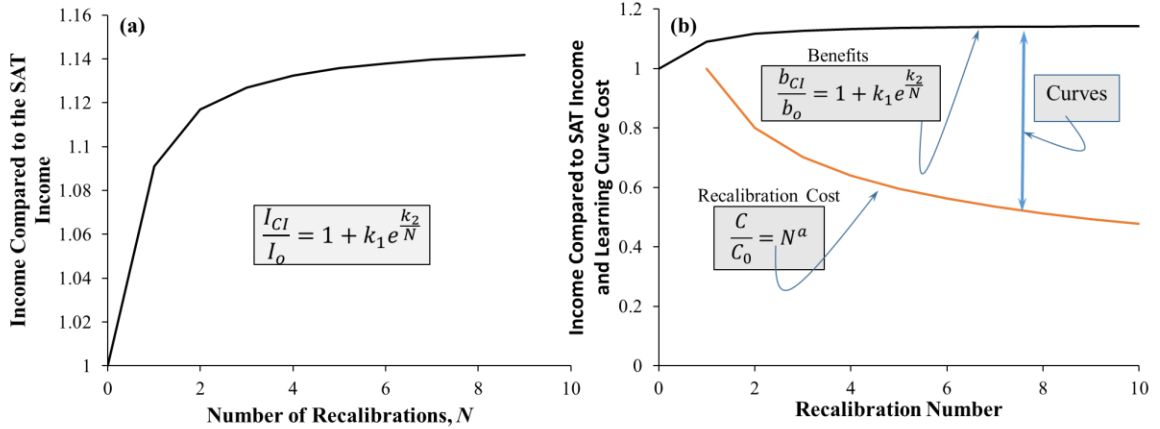 (a)
Income Compared to the SAT
Income
1.16
1.14
1.12
1.1
1.08
1.06
1.04
1.02
1
I_CI/I_o = 1 + k_1 e^(k_2/N)
0 2 4 6 8 10
Number of Recalibrations, N
(b)
Income Compared to SAT Income
and Learning Curve Cost
1.2
1
0.8
0.6
0.4
0.2
0
Benefits
b_CI/b_o = 1 + k_1 e^(k_2/N)
Curves
Recalibration Cost
C/C_0 = N^a
0 2 4 6 8 10
Recalibration Number